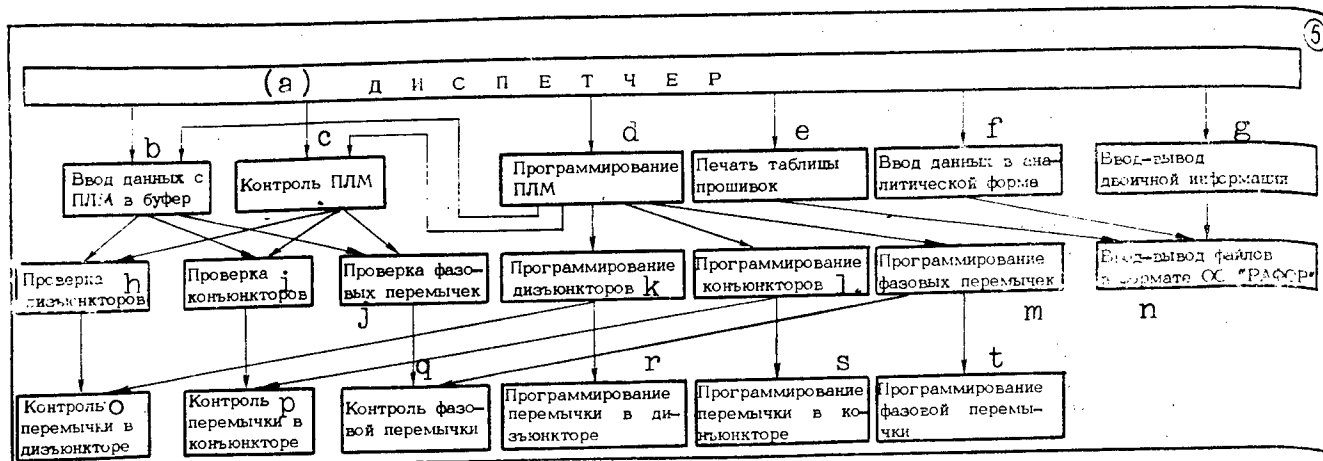 ⑤
(a) ДИСПЕТЧЕР
b
c
d
e
f
g
Ввод данных с
ПЛМ в буфер
Контроль ПЛМ
Программирование
ПЛМ
Печать таблицы
прошивок
Ввод данных в ана-
литической форме
Ввод-вывод
двоичной информации
Проверка h
дизъюнкторов
Проверка i
конъюнкторов
Проверка фазо-
вых перемычек
j
Программирование
дизъюнкторов k
Программирование
конъюнкторов l.
Программирование
фазовых перемычек
m
Ввод-вывод файлов
в формате ОС "РАФОР"
n
Контроль o
перемычки в
дизъюнкторе
Контроль p
перемычки в
конъюнкторе
q
Контроль фазо-
вой перемычки
r
Программирование
перемычки в ди-
зъюнкторе
s
Программирование
перемычки в ко-
нъюнкторе
t
Программирование
фазовой перемы-
чки